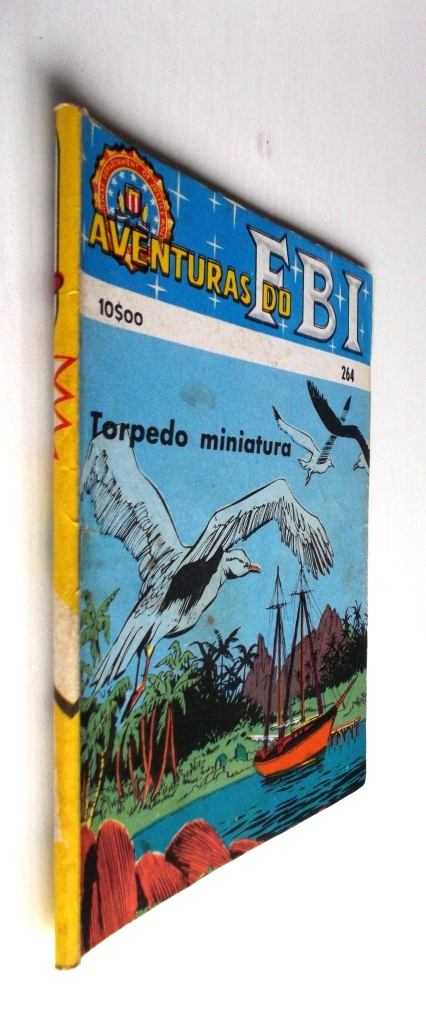 AVENTURAS DO
FBI
10$00
264
Torpedo miniatura